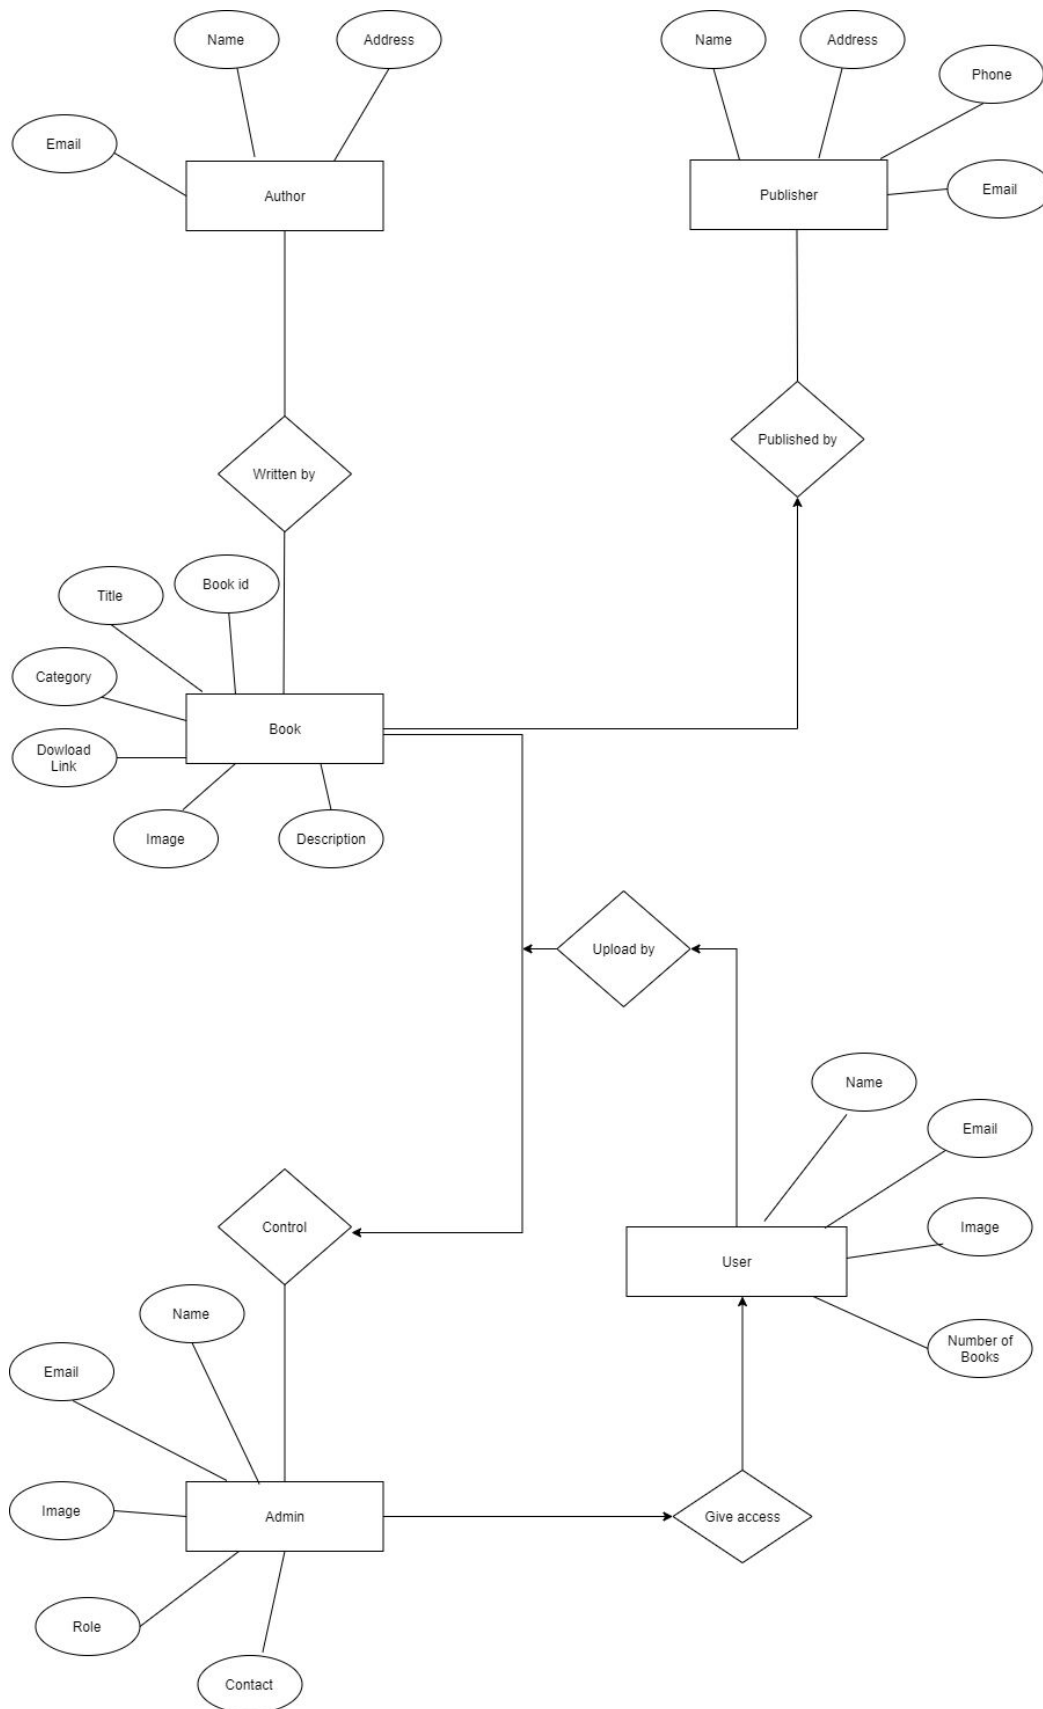 Name
Address
Name
Address
Phone
Email
Email
Author
Publisher
Published by
Written by
Book id
Title
Category
Book
Dowload
Link
Image
Description
Upload by
Name
Email
Control
Image
User
Name
Number of
Books
Email
Image
Admin
Give access
Role
Contact